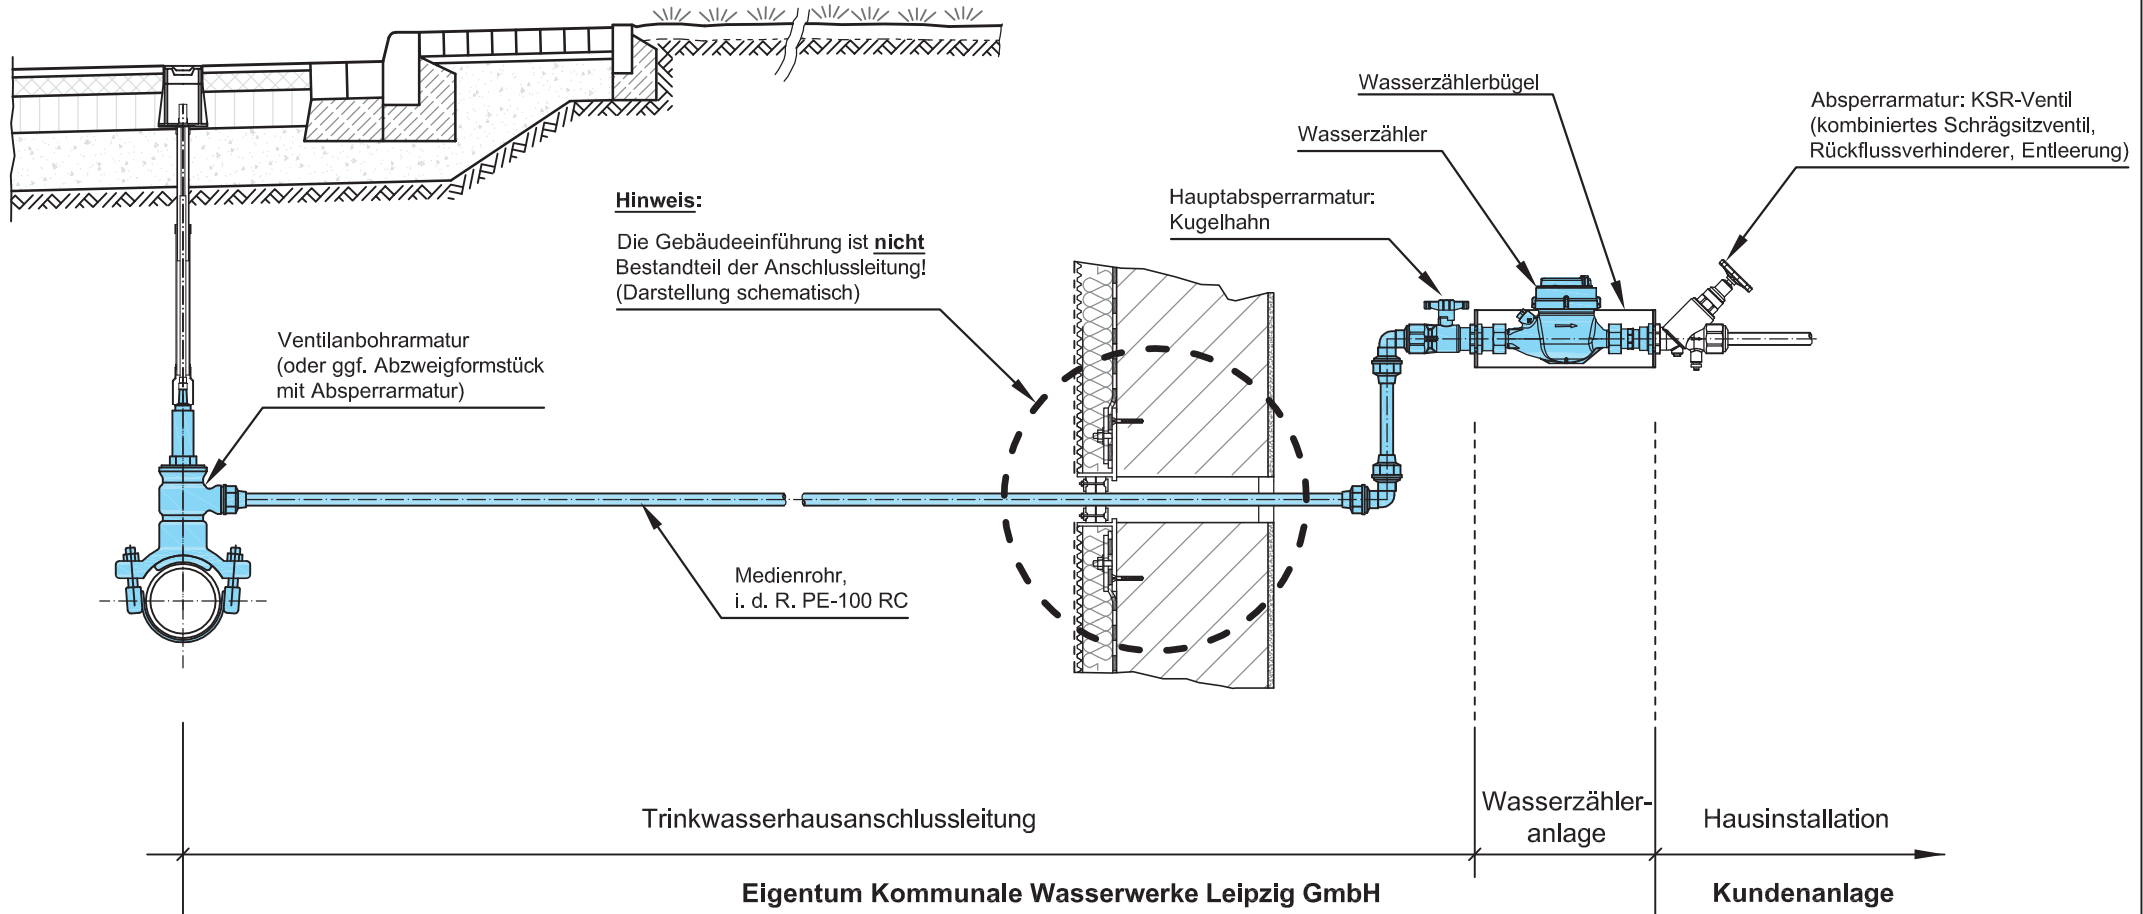 Wasserzählerbügel
Absperrarmatur: KSR-Ventil
(kombiniertes Schrägsitzventil,
Rückflussverhinderer, Entleerung)
Wasserzähler
Hauptabsperrarmatur:
Kugelhahn
Hinweis:
Die Gebäudeeinführung ist nicht
Bestandteil der Anschlussleitung!
(Darstellung schematisch)
Ventilanbohrarmatur
(oder ggf. Abzweigformstück
mit Absperrarmatur)
Medienrohr,
i. d. R. PE-100 RC
Trinkwasserhausanschlussleitung
Wasserzähler-
anlage
Hausinstallation
Eigentum Kommunale Wasserwerke Leipzig GmbH
Kundenanlage